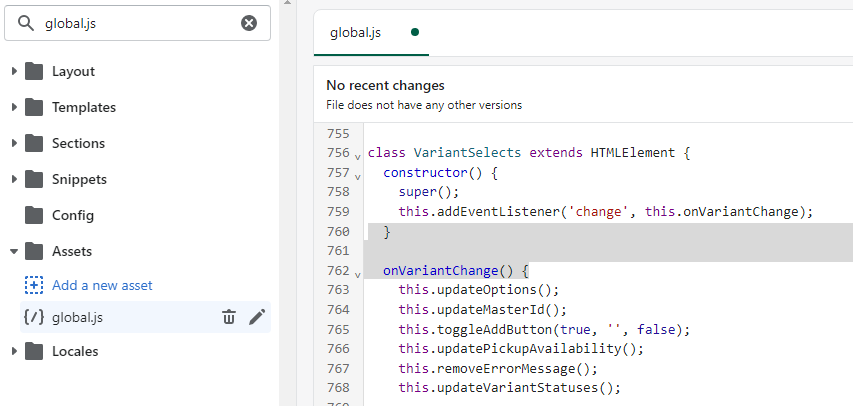 global.js
Layout
Templates
Sections
Snippets
Config
Assets
Add a new asset
{/} global.js
Locales
global.js
No recent changes
File does not have any other versions
755
756 class VariantSelects extends HTMLElement {
757 constructor() {
758 super();
759 this.addEventListener('change', this.onVariantChange);
760 }
761
762 onVariantChange() {
763 this.updateOptions();
764 this.updateMasterId();
765 this.toggleAddButton(true, '', false);
766 this.updatePickupAvailability();
767 this.removeErrorMessage();
768 this.updateVariantStatuses();